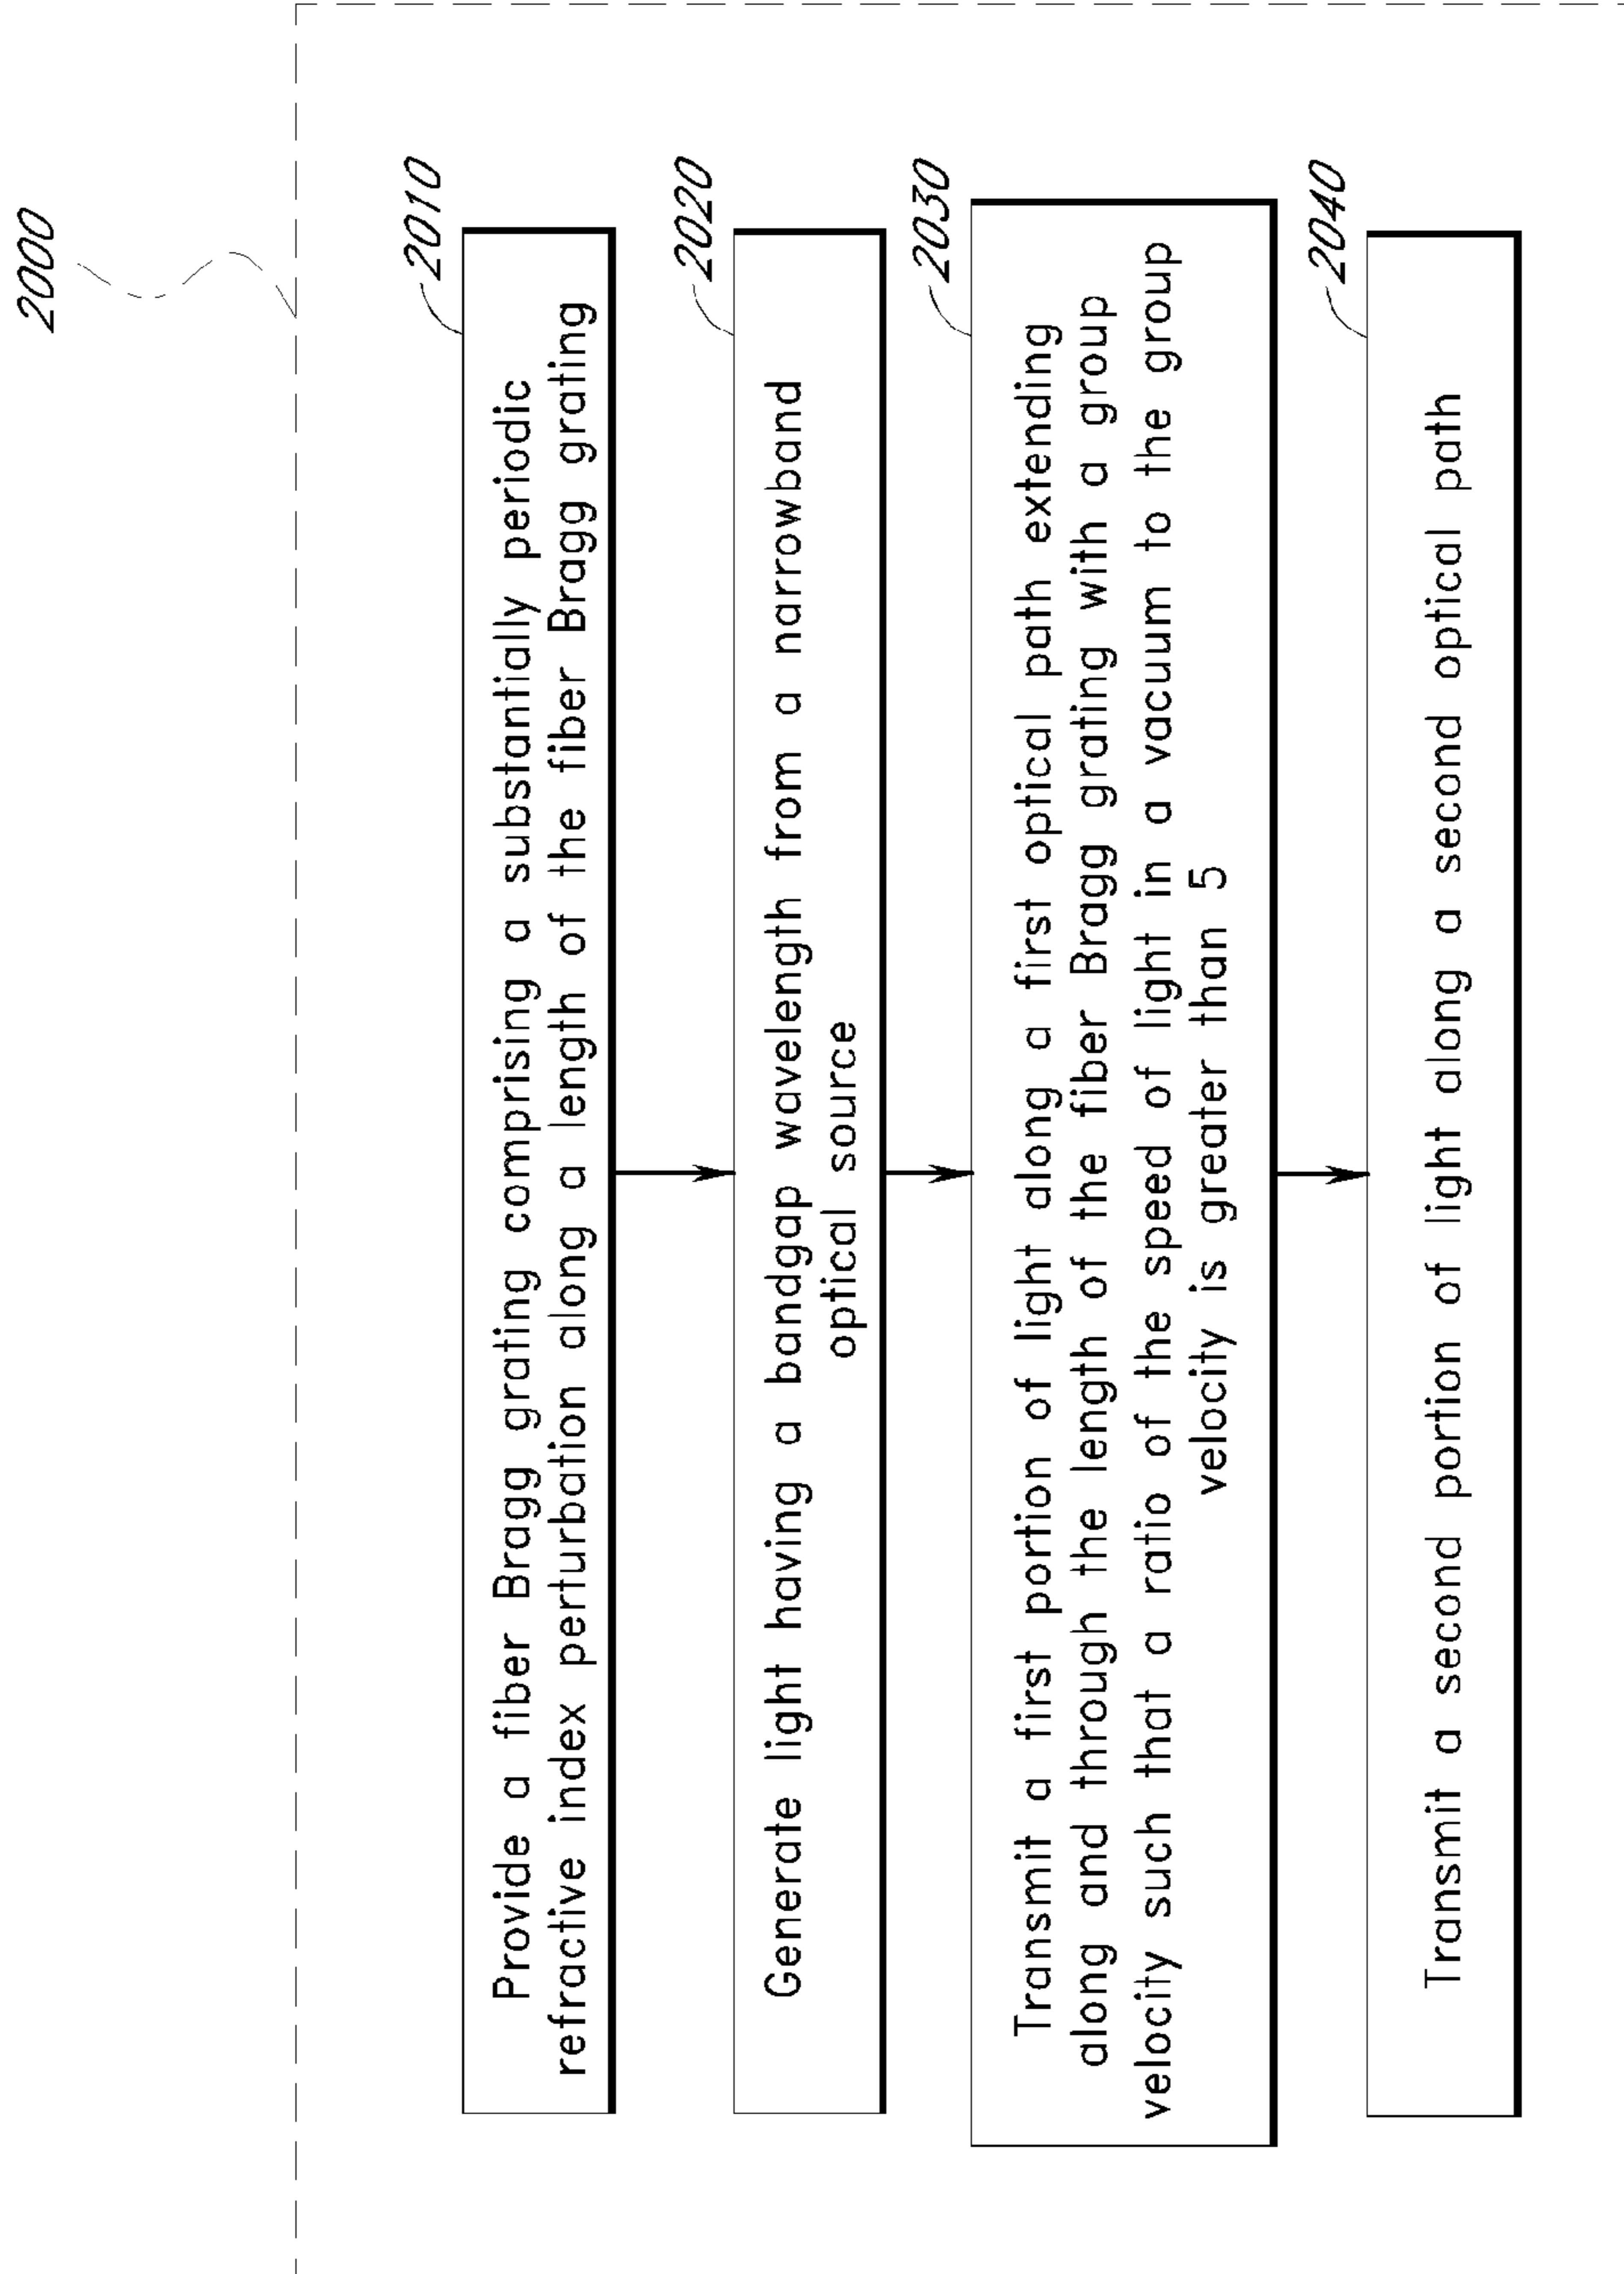 2000
2010
Provide a fiber Bragg grating comprising a substantially periodic
refractive index perturbation along a length of the fiber Bragg grating
2020
Generate light having a bandgap wavelength from a narrowband
optical source
2030
Transmit a first portion of light along a first optical path extending
along and through the length of the fiber Bragg grating with a group
velocity such that a ratio of the speed of light in a vacuum to the group
velocity is greater than 5
2040
Transmit a second portion of light along a second optical path